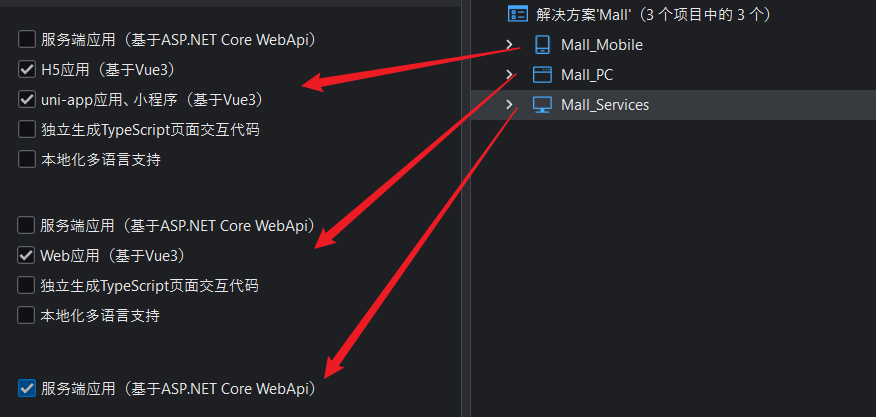 服务端应用（基于ASP.NET Core WebApi）
H5应用（基于Vue3）
uni-app应用、小程序（基于Vue3）
独立生成TypeScript页面交互代码
本地化多语言支持
服务端应用（基于ASP.NET Core WebApi）
Web应用（基于Vue3）
独立生成TypeScript页面交互代码
本地化多语言支持
服务端应用（基于ASP.NET Core WebApi）
解决方案'Mall'（3 个项目中的 3 个）
Mall_Mobile
Mall_PC
Mall_Services